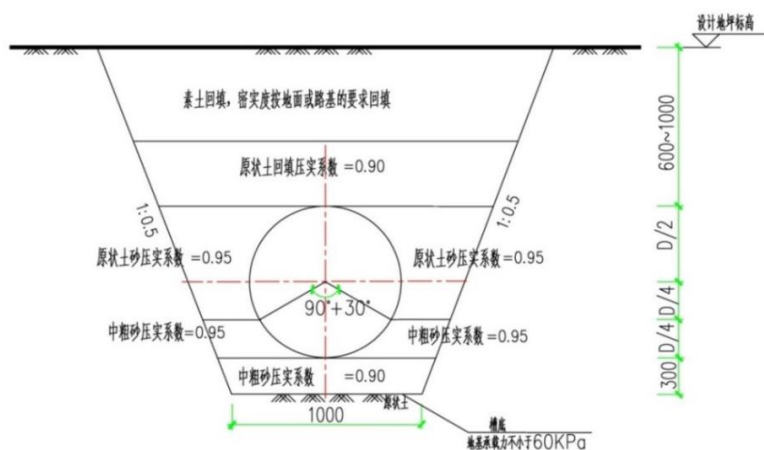 设计地坪标高
素土回填，密实度按地面或路基的要求回填
600~1000
原状土回填压实系数 =0.90
1:0.5
1:0.5
D/2
原状土砂压实系数 =0.95
原状土砂压实系数 =0.95
90°+30°
D/4
中粗砂压实系数 =0.95
中粗砂压实系数 =0.95
D/4
中粗砂压实系数 =0.90
300
原状土
1000
槽底
地基承载力不小于60KPa